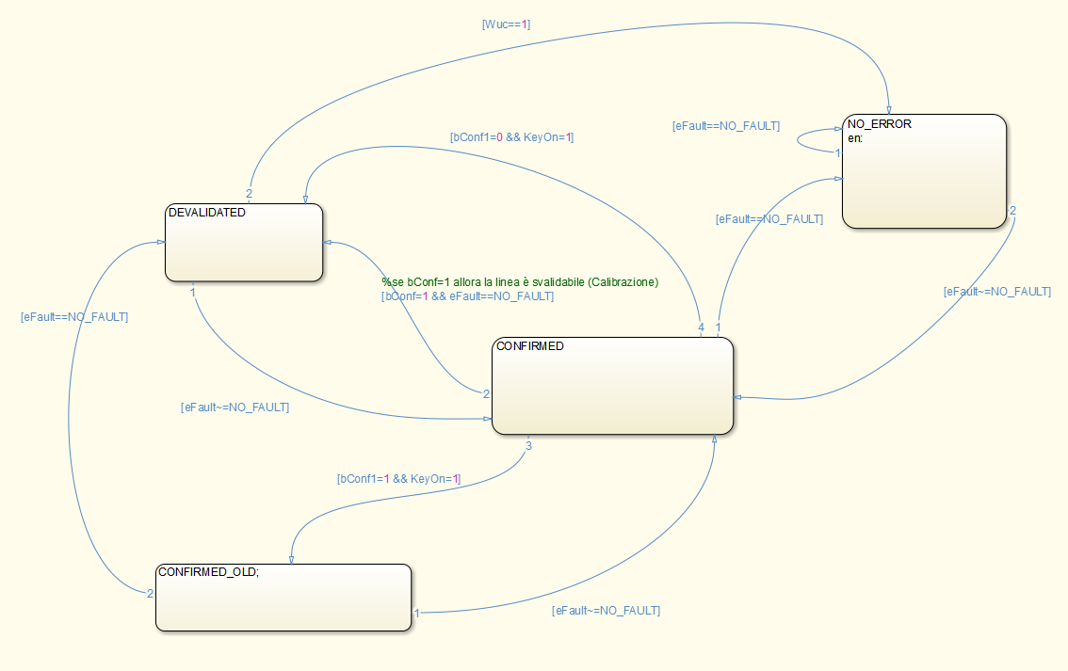 [Wuc==1]
[eFault==NO_FAULT]
NO_ERROR
en:
[bConf1=0 && KeyOn=1]
1
2
DEVALIDATED
2
[eFault==NO_FAULT]
%se bConf=1 allora la linea è svalidabile (Calibrazione)
[bConf=1 && eFault==NO_FAULT]
[eFault~=NO_FAULT]
1
[eFault==NO_FAULT]
4
1
CONFIRMED
2
[eFault~=NO_FAULT]
3
[bConf1=1 && KeyOn=1]
CONFIRMED_OLD;
2
1
[eFault~=NO_FAULT]